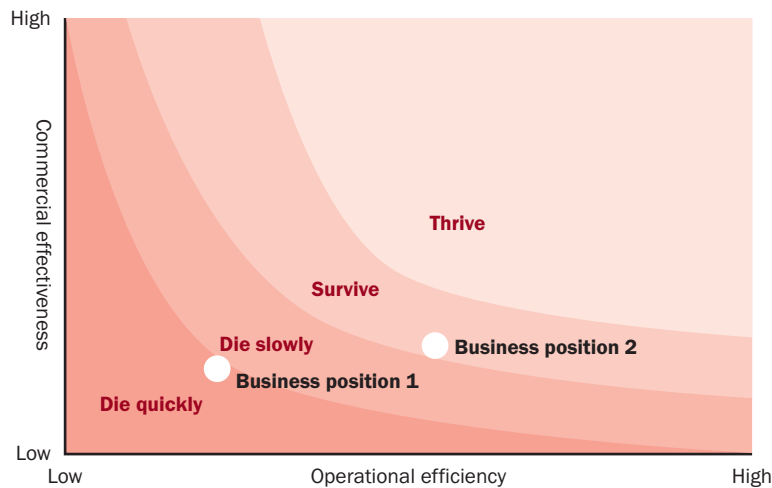 High
Commercial effectiveness
Thrive
Survive
Die slowly
Business position 2
Business position 1
Die quickly
Low
Low
Operational efficiency
High